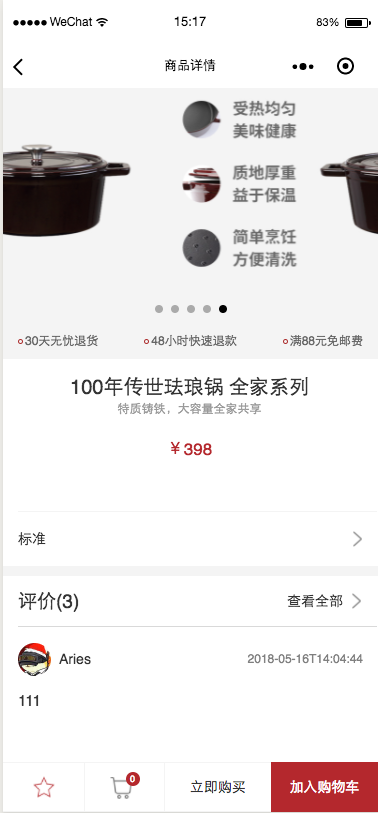 WeChat 15:17 83%
商品详情
受热均匀
美味健康
质地厚重
益于保温
简单烹饪
方便清洗
30天无忧退货 48小时快速退款 满88元免邮费
100年传世珐琅锅 全家系列
特质铸铁，大容量全家共享
￥398
标准
评价(3) 查看全部
Aries 2018-05-16T14:04:44
111
0 立即购买 加入购物车